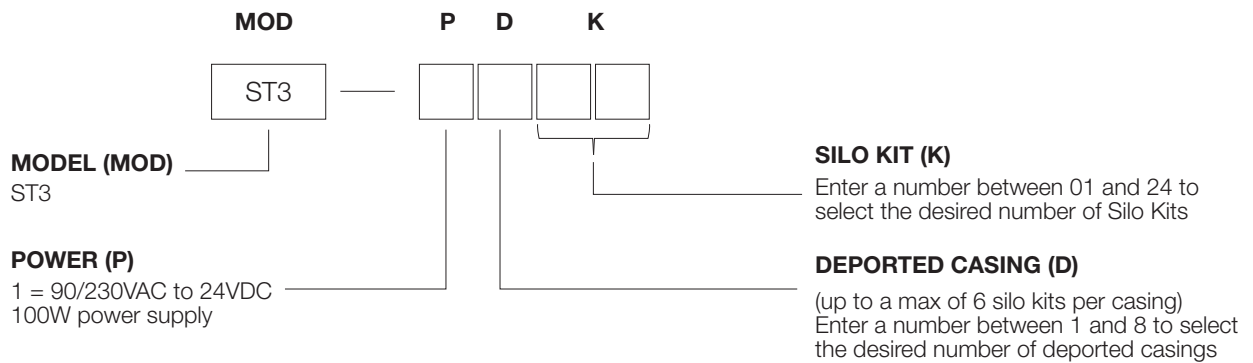 MOD P D K
ST3
MODEL (MOD)
ST3
POWER (P)
1 = 90/230VAC to 24VDC
100W power supply
SILO KIT (K)
Enter a number between 01 and 24 to
select the desired number of Silo Kits
DEPORTED CASING (D)
(up to a max of 6 silo kits per casing)
Enter a number between 1 and 8 to select
the desired number of deported casings